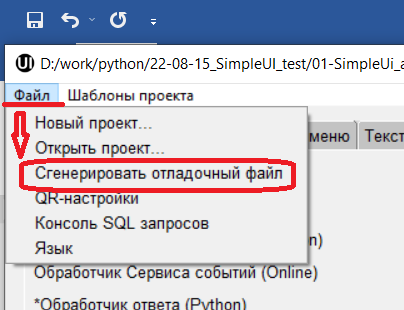 UI D:/work/python/22-08-15_SimpleUI_test/01-SimpleUi_a
Файл Шаблоны проекта
Новый проект...
Открыть проект...
меню Текст
Сгенерировать отладочный файл
QR-настройки
Консоль SQL запросов
Язык
Обработчик Сервиса событий (Online)
*Обработчик ответа (Python)